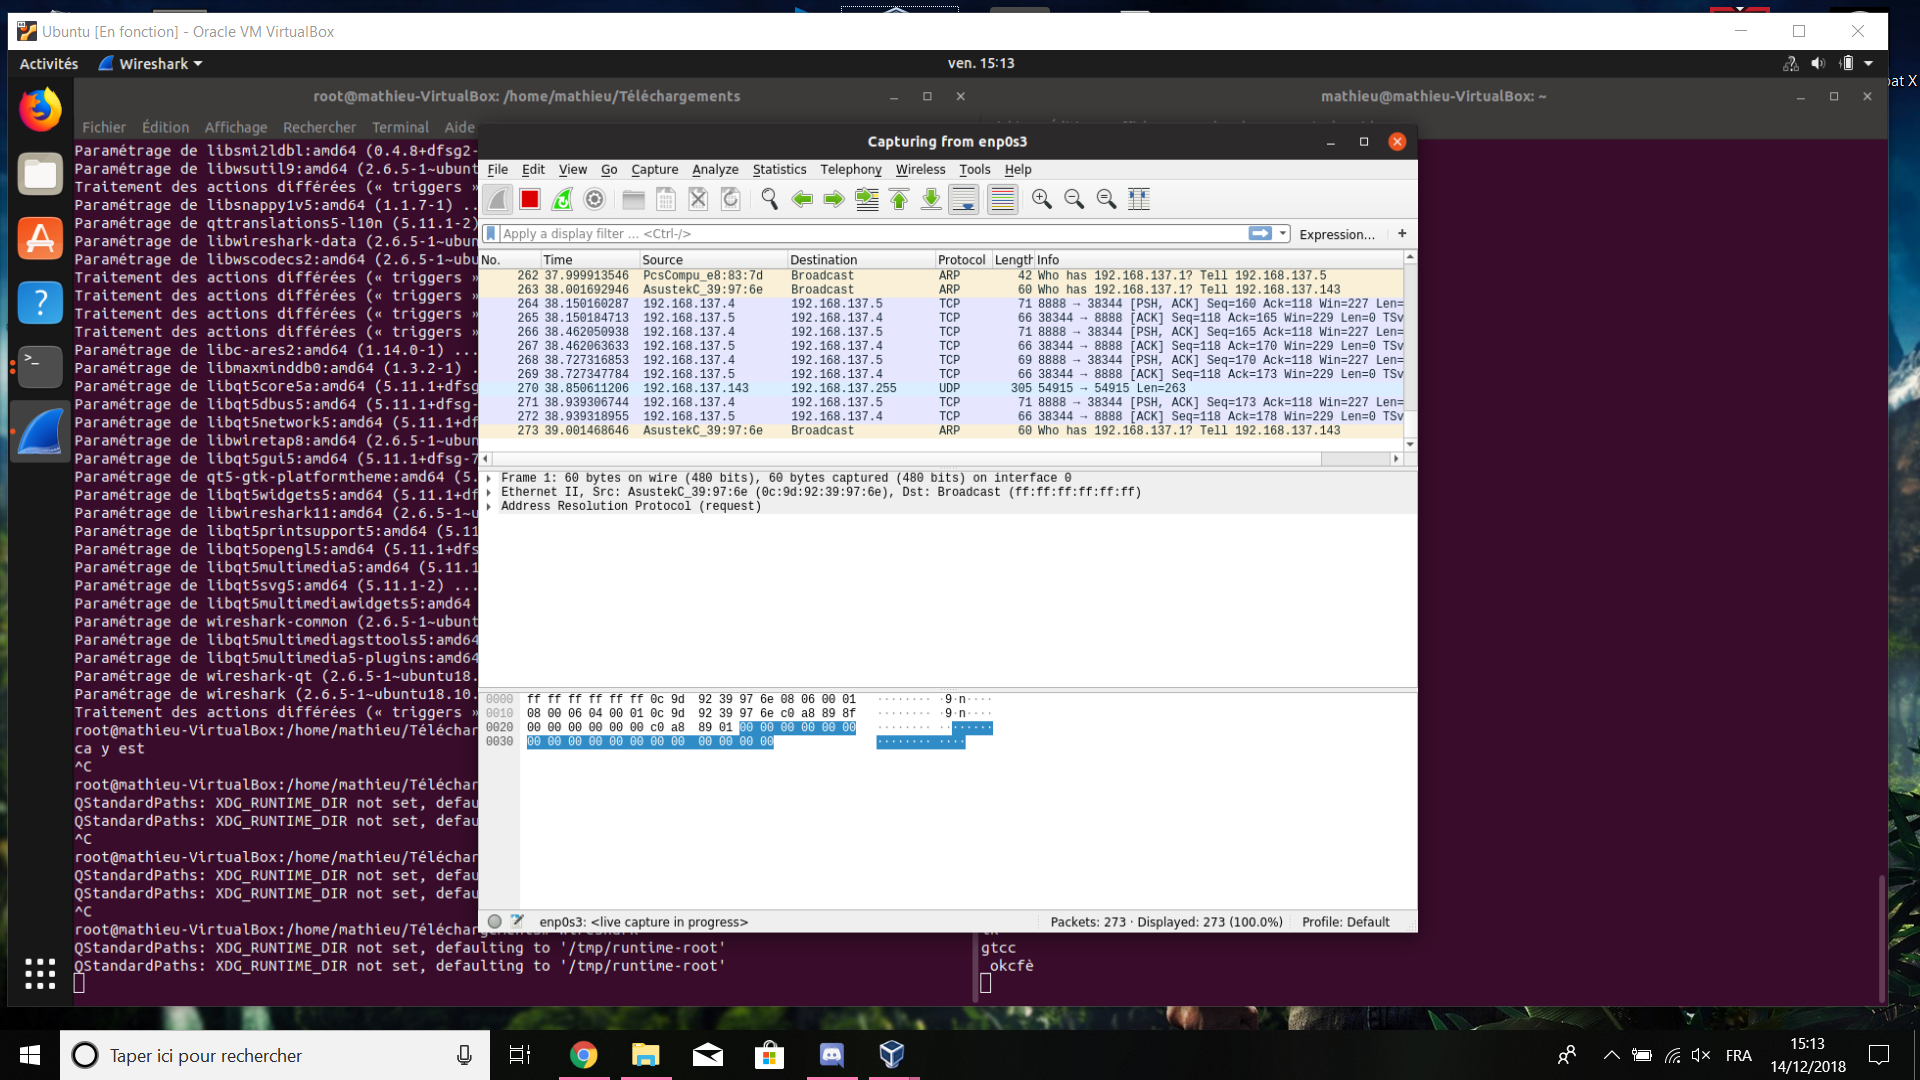 Ubuntu [En fonction] - Oracle VM VirtualBox
Activités Wireshark ven. 15:13
pat X
root@mathieu-VirtualBox: /home/mathieu/Téléchargements
mathieu@mathieu-VirtualBox: ~
Fichier Édition Affichage Rechercher Terminal Aide
Paramétrage de libsmi2ldbl:amd64 (0.4.8+dfsg2-
Paramétrage de libwsutil9:amd64 (2.6.5-1~ubunt
Traitement des actions différées (« triggers »
Paramétrage de libsnappy1v5:amd64 (1.1.7-1) ..
Paramétrage de qttranslations5-l10n (5.11.1-2)
Paramétrage de libwireshark-data (2.6.5-1~ubun
Paramétrage de libwscodecs2:amd64 (2.6.5-1~ubu
Traitement des actions différées (« triggers »
Traitement des actions différées (« triggers »
Traitement des actions différées (« triggers »
Traitement des actions différées (« triggers »
Paramétrage de libc-ares2:amd64 (1.14.0-1) ...
Paramétrage de libmaxminddb0:amd64 (1.3.2-1) .
Paramétrage de libqt5core5a:amd64 (5.11.1+dfsg
Paramétrage de libqt5dbus5:amd64 (5.11.1+dfsg-
Paramétrage de libqt5network5:amd64 (5.11.1+df
Paramétrage de libwiretap8:amd64 (2.6.5-1~ubun
Paramétrage de libqt5gui5:amd64 (5.11.1+dfsg-7
Paramétrage de qt5-gtk-platformtheme:amd64 (5.
Paramétrage de libqt5widgets5:amd64 (5.11.1+df
Paramétrage de libwireshark11:amd64 (2.6.5-1~u
Paramétrage de libqt5printsupport5:amd64 (5.11
Paramétrage de libqt5opengl5:amd64 (5.11.1+dfs
Paramétrage de libqt5multimedia5:amd64 (5.11.1
Paramétrage de libqt5svg5:amd64 (5.11.1-2) ...
Paramétrage de libqt5multimediawidgets5:amd64
Paramétrage de wireshark-common (2.6.5-1~ubunt
Paramétrage de libqt5multimediagsttools5:amd64
Paramétrage de libqt5multimedia5-plugins:amd64
Paramétrage de wireshark-qt (2.6.5-1~ubuntu18.
Paramétrage de wireshark (2.6.5-1~ubuntu18.10.
Traitement des actions différées (« triggers »
root@mathieu-VirtualBox:/home/mathieu/Téléchar
ca y est
^C
root@mathieu-VirtualBox:/home/mathieu/Téléchar
QStandardPaths: XDG_RUNTIME_DIR not set, defau
QStandardPaths: XDG_RUNTIME_DIR not set, defau
^C
root@mathieu-VirtualBox:/home/mathieu/Téléchar
QStandardPaths: XDG_RUNTIME_DIR not set, defau
QStandardPaths: XDG_RUNTIME_DIR not set, defau
^C
root@mathieu-VirtualBox:/home/mathieu/Téléchargements# wireshark
QStandardPaths: XDG_RUNTIME_DIR not set, defaulting to '/tmp/runtime-root'
QStandardPaths: XDG_RUNTIME_DIR not set, defaulting to '/tmp/runtime-root'
gtcc
okcfè
Capturing from enp0s3
File Edit View Go Capture Analyze Statistics Telephony Wireless Tools Help
Apply a display filter ... <Ctrl-/> Expression... +
No. Time Source Destination Protocol Length Info
262 37.999913546 PcsCompu_e8:83:7d Broadcast ARP 42 Who has 192.168.137.1? Tell 192.168.137.5
263 38.001692946 AsustekC_39:97:6e Broadcast ARP 60 Who has 192.168.137.1? Tell 192.168.137.143
264 38.150160287 192.168.137.4 192.168.137.5 TCP 71 8888 → 38344 [PSH, ACK] Seq=160 Ack=118 Win=227 Len=
265 38.150184713 192.168.137.5 192.168.137.4 TCP 66 38344 → 8888 [ACK] Seq=118 Ack=165 Win=229 Len=0 TSv
266 38.462050938 192.168.137.4 192.168.137.5 TCP 71 8888 → 38344 [PSH, ACK] Seq=165 Ack=118 Win=227 Len=
267 38.462063633 192.168.137.5 192.168.137.4 TCP 66 38344 → 8888 [ACK] Seq=118 Ack=170 Win=229 Len=0 TSv
268 38.727316853 192.168.137.4 192.168.137.5 TCP 69 8888 → 38344 [PSH, ACK] Seq=170 Ack=118 Win=227 Len=
269 38.727347784 192.168.137.5 192.168.137.4 TCP 66 38344 → 8888 [ACK] Seq=118 Ack=173 Win=229 Len=0 TSv
270 38.850611206 192.168.137.143 192.168.137.255 UDP 305 54915 → 54915 Len=263
271 38.939306744 192.168.137.4 192.168.137.5 TCP 71 8888 → 38344 [PSH, ACK] Seq=173 Ack=118 Win=227 Len=
272 38.939318955 192.168.137.5 192.168.137.4 TCP 66 38344 → 8888 [ACK] Seq=118 Ack=178 Win=229 Len=0 TSv
273 39.001468646 AsustekC_39:97:6e Broadcast ARP 60 Who has 192.168.137.1? Tell 192.168.137.143
Frame 1: 60 bytes on wire (480 bits), 60 bytes captured (480 bits) on interface 0
Ethernet II, Src: AsustekC_39:97:6e (0c:9d:92:39:97:6e), Dst: Broadcast (ff:ff:ff:ff:ff:ff)
Address Resolution Protocol (request)
0000 ff ff ff ff ff ff 0c 9d 92 39 97 6e 08 06 00 01 ········ ·9·n····
0010 08 00 06 04 00 01 0c 9d 92 39 97 6e c0 a8 89 8f ········ ·9·n····
0020 00 00 00 00 00 00 c0 a8 89 01 00 00 00 00 00 00 ········ ········
0030 00 00 00 00 00 00 00 00 00 00 00 00 ········ ····
enp0s3: <live capture in progress> Packets: 273 · Displayed: 273 (100.0%) Profile: Default
Taper ici pour rechercher
FRA
15:13
14/12/2018